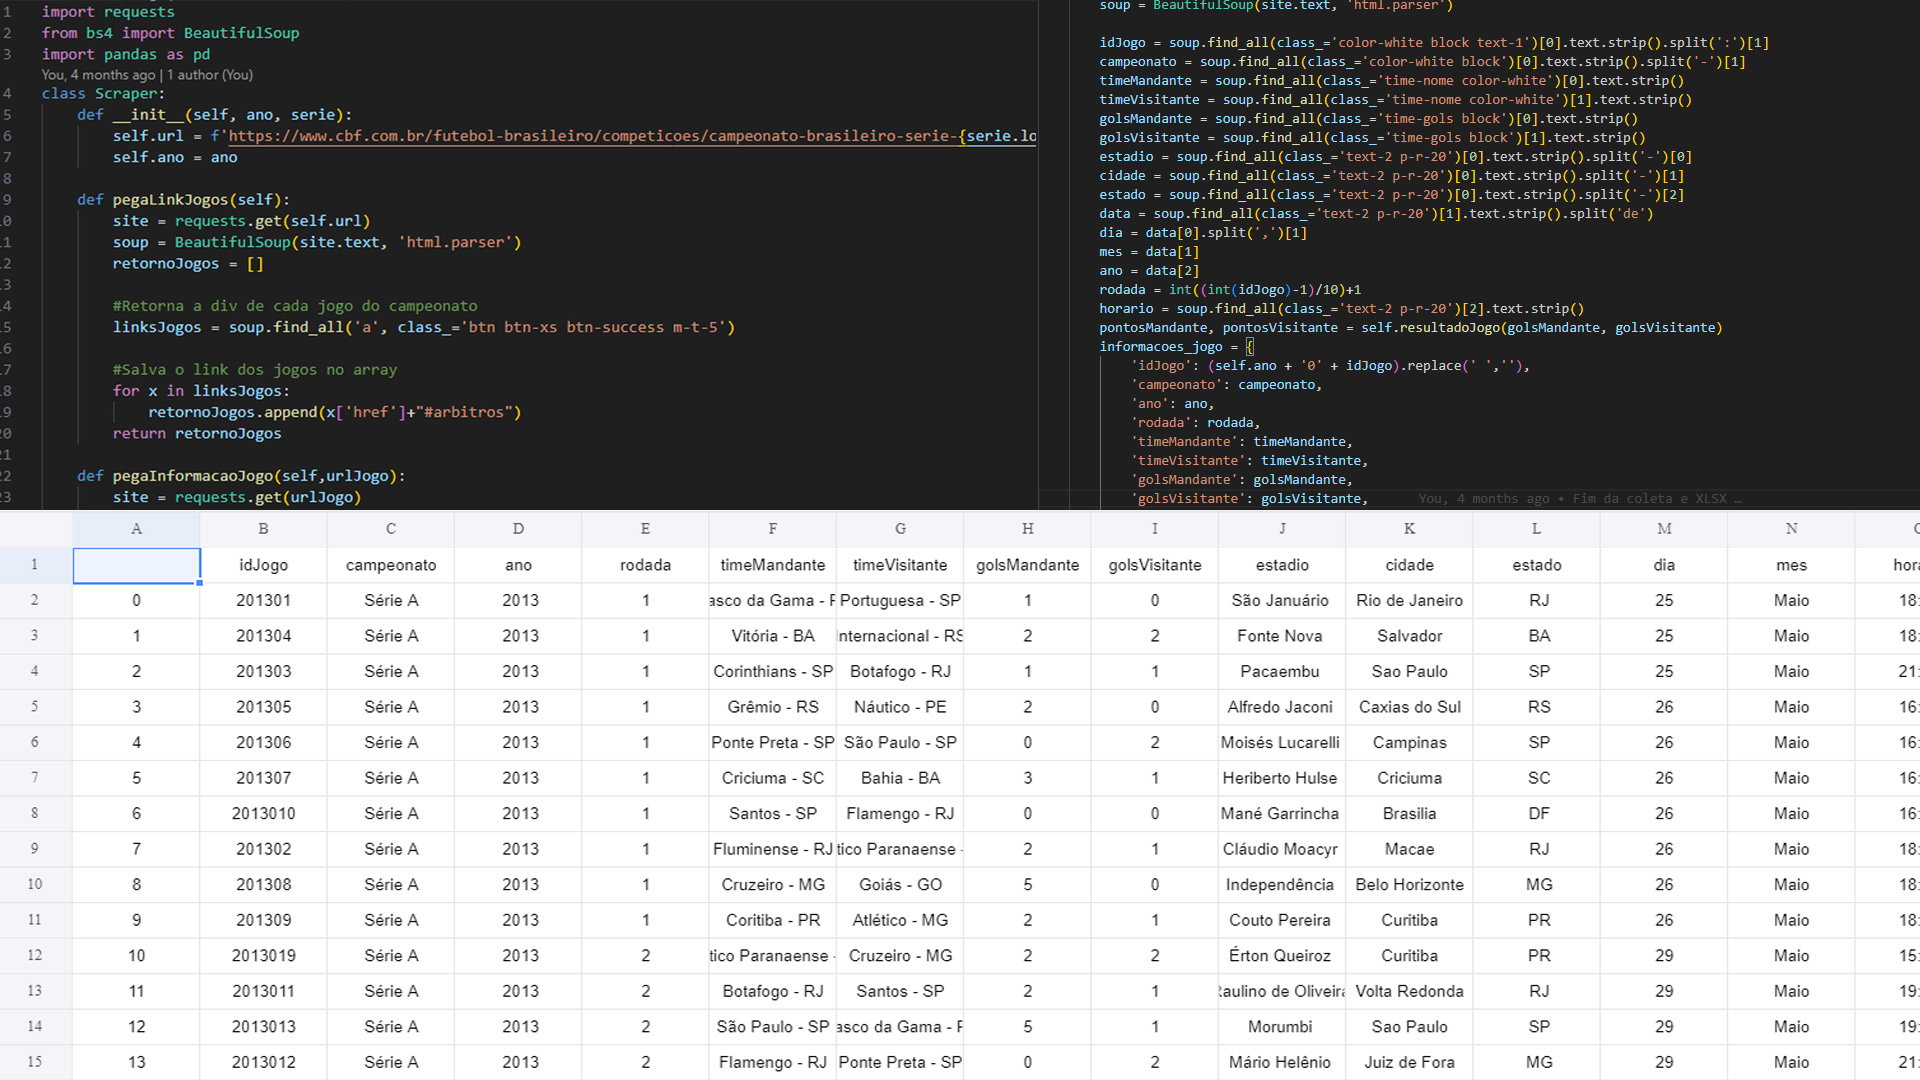 1 import requests
2 from bs4 import BeautifulSoup
3 import pandas as pd
You, 4 months ago | 1 author (You)
4 class Scraper:
5 def __init__(self, ano, serie):
6 self.url = f'https://www.cbf.com.br/futebol-brasileiro/competicoes/campeonato-brasileiro-serie-{serie.lo
7 self.ano = ano
8
9 def pegaLinkJogos(self):
10 site = requests.get(self.url)
11 soup = BeautifulSoup(site.text, 'html.parser')
12 retornoJogos = []
13
14 #Retorna a div de cada jogo do campeonato
15 linksJogos = soup.find_all('a', class_='btn btn-xs btn-success m-t-5')
16
17 #Salva o link dos jogos no array
18 for x in linksJogos:
19 retornoJogos.append(x['href']+"#arbitros")
20 return retornoJogos
21
22 def pegaInformacaoJogo(self,urlJogo):
23 site = requests.get(urlJogo)
soup = BeautifulSoup(site.text, 'html.parser')
idJogo = soup.find_all(class_='color-white block text-1')[0].text.strip().split(':')[1]
campeonato = soup.find_all(class_='color-white block')[0].text.strip().split('-')[1]
timeMandante = soup.find_all(class_='time-nome color-white')[0].text.strip()
timeVisitante = soup.find_all(class_='time-nome color-white')[1].text.strip()
golsMandante = soup.find_all(class_='time-gols block')[0].text.strip()
golsVisitante = soup.find_all(class_='time-gols block')[1].text.strip()
estadio = soup.find_all(class_='text-2 p-r-20')[0].text.strip().split('-')[0]
cidade = soup.find_all(class_='text-2 p-r-20')[0].text.strip().split('-')[1]
estado = soup.find_all(class_='text-2 p-r-20')[0].text.strip().split('-')[2]
data = soup.find_all(class_='text-2 p-r-20')[1].text.strip().split('de')
dia = data[0].split(',')[1]
mes = data[1]
ano = data[2]
rodada = int((int(idJogo)-1)/10)+1
horario = soup.find_all(class_='text-2 p-r-20')[2].text.strip()
pontosMandante, pontosVisitante = self.resultadoJogo(golsMandante, golsVisitante)
informacoes_jogo = {
'idJogo': (self.ano + '0' + idJogo).replace(' ',''),
'campeonato': campeonato,
'ano': ano,
'rodada': rodada,
'timeMandante': timeMandante,
'timeVisitante': timeVisitante,
'golsMandante': golsMandante,
'golsVisitante': golsVisitante, You, 4 months ago • Fim da coleta e XLSX …
A B C D E F G H I J K L M N
1 idJogo campeonato ano rodada timeMandante timeVisitante golsMandante golsVisitante estadio cidade estado dia mes hora
2 0 201301 Série A 2013 1 asco da Gama - Portuguesa - SP 1 0 São Januário Rio de Janeiro RJ 25 Maio 18:
3 1 201304 Série A 2013 1 Vitória - BA Internacional - RS 2 2 Fonte Nova Salvador BA 25 Maio 18:
4 2 201303 Série A 2013 1 Corinthians - SP Botafogo - RJ 1 1 Pacaembu Sao Paulo SP 25 Maio 21:
5 3 201305 Série A 2013 1 Grêmio - RS Náutico - PE 2 0 Alfredo Jaconi Caxias do Sul RS 26 Maio 16:
6 4 201306 Série A 2013 1 Ponte Preta - SP São Paulo - SP 0 2 Moisés Lucarelli Campinas SP 26 Maio 16:
7 5 201307 Série A 2013 1 Criciuma - SC Bahia - BA 3 1 Heriberto Hulse Criciuma SC 26 Maio 16:
8 6 2013010 Série A 2013 1 Santos - SP Flamengo - RJ 0 0 Mané Garrincha Brasilia DF 26 Maio 16:
9 7 201302 Série A 2013 1 Fluminense - RJ tico Paranaense - 2 1 Cláudio Moacyr Macae RJ 26 Maio 18:
10 8 201308 Série A 2013 1 Cruzeiro - MG Goiás - GO 5 0 Independência Belo Horizonte MG 26 Maio 18:
11 9 201309 Série A 2013 1 Coritiba - PR Atlético - MG 2 1 Couto Pereira Curitiba PR 26 Maio 18:
12 10 2013019 Série A 2013 2 tico Paranaense - Cruzeiro - MG 2 2 Érton Queiroz Curitiba PR 29 Maio 15:
13 11 2013011 Série A 2013 2 Botafogo - RJ Santos - SP 2 1 Raulino de Oliveira Volta Redonda RJ 29 Maio 19:
14 12 2013013 Série A 2013 2 São Paulo - SP asco da Gama - 5 1 Morumbi Sao Paulo SP 29 Maio 19:
15 13 2013012 Série A 2013 2 Flamengo - RJ Ponte Preta - SP 0 2 Mário Helênio Juiz de Fora MG 29 Maio 21: